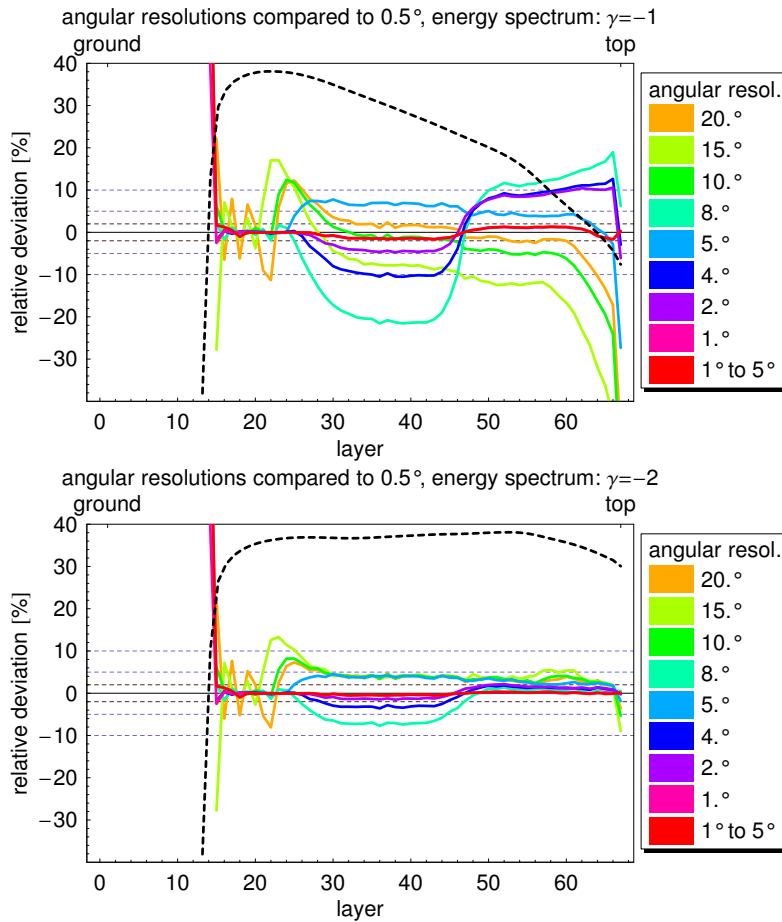 angular resolutions compared to 0.5°, energy spectrum: γ=−1
ground top
40
30
20
10
0
−10
−20
−30
relative deviation [%]
0 10 20 30 40 50 60
layer
angular resol.
20.°
15.°
10.°
8.°
5.°
4.°
2.°
1.°
1° to 5°
angular resolutions compared to 0.5°, energy spectrum: γ=−2
ground top
40
30
20
10
0
−10
−20
−30
relative deviation [%]
0 10 20 30 40 50 60
layer
angular resol.
20.°
15.°
10.°
8.°
5.°
4.°
2.°
1.°
1° to 5°